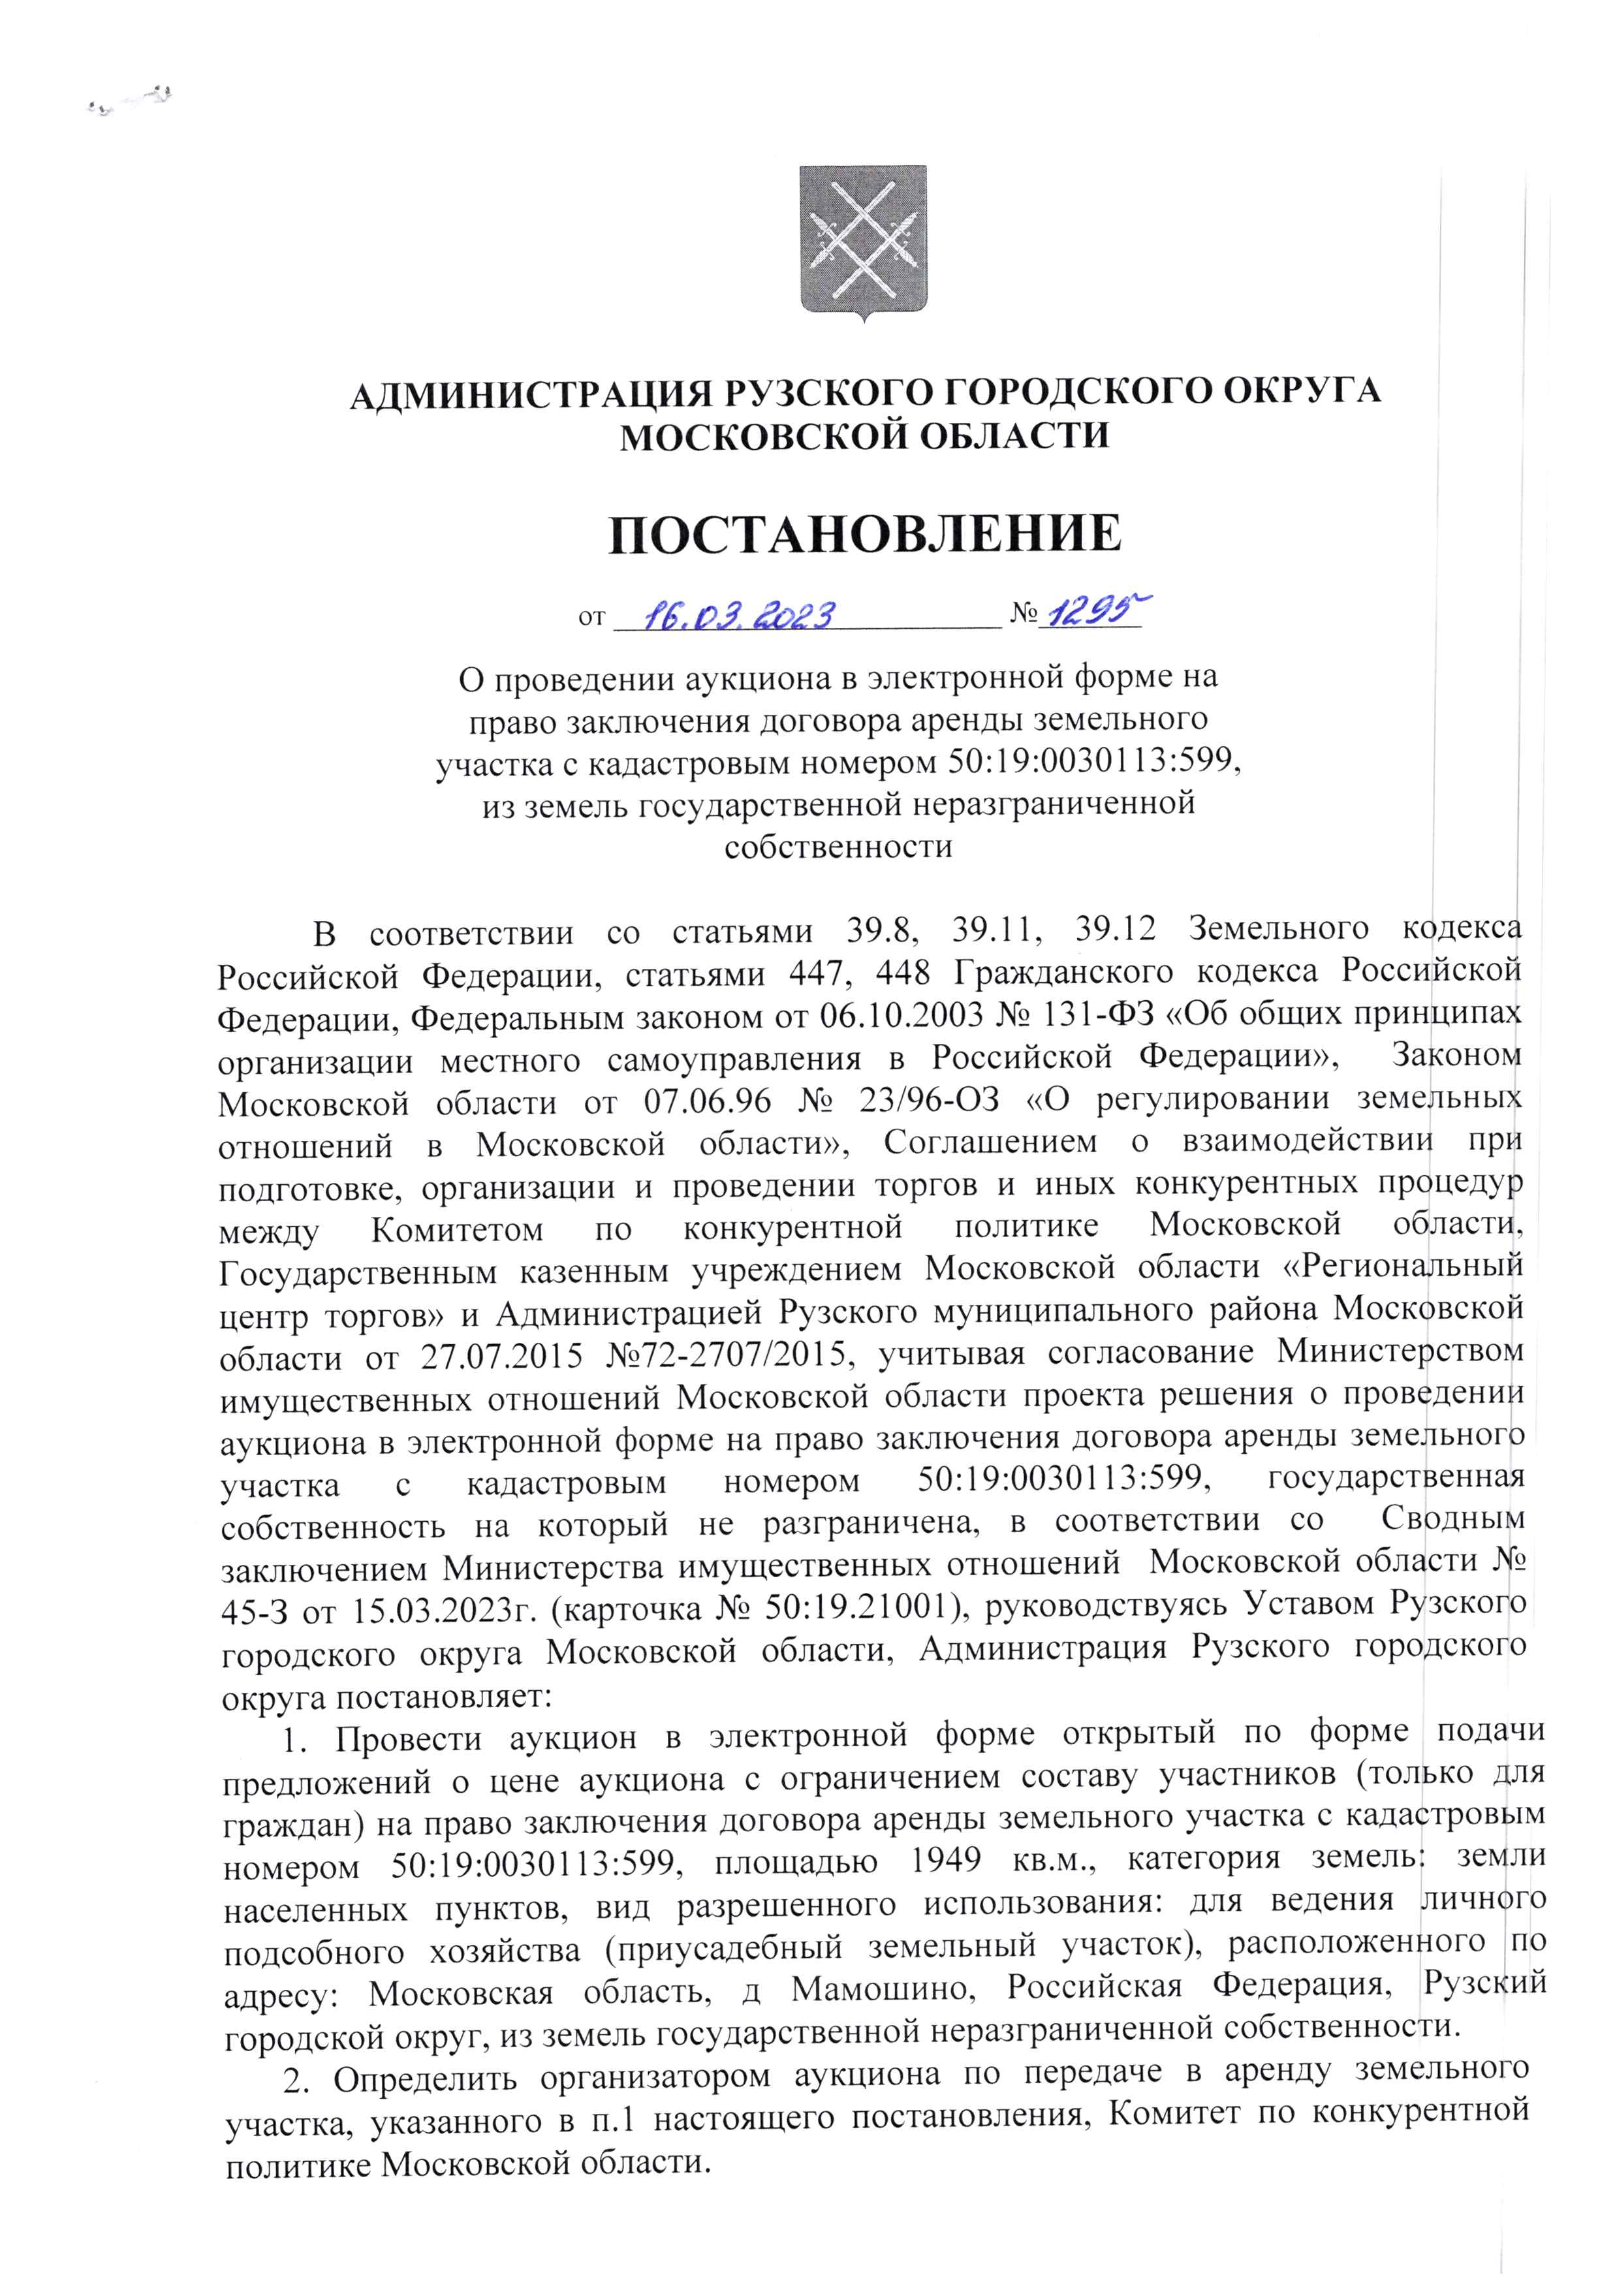 АДМИНИСТРАЦИЯ РУЗСКОГО ГОРОДСКОГО ОКРУГА
МОСКОВСКОЙ ОБЛАСТИ
ПОСТАНОВЛЕНИЕ
от 16.03.2023 № 1295
О проведении аукциона в электронной форме на
право заключения договора аренды земельного
участка с кадастровым номером 50:19:0030113:599,
из земель государственной неразграниченной
собственности
В соответствии со статьями 39.8, 39.11, 39.12 Земельного кодекса
Российской Федерации, статьями 447, 448 Гражданского кодекса Российской
Федерации, Федеральным законом от 06.10.2003 № 131-ФЗ «Об общих принципах
организации местного самоуправления в Российской Федерации», Законом
Московской области от 07.06.96 № 23/96-ОЗ «О регулировании земельных
отношений в Московской области», Соглашением о взаимодействии при
подготовке, организации и проведении торгов и иных конкурентных процедур
между Комитетом по конкурентной политике Московской области,
Государственным казенным учреждением Московской области «Региональный
центр торгов» и Администрацией Рузского муниципального района Московской
области от 27.07.2015 №72-2707/2015, учитывая согласование Министерством
имущественных отношений Московской области проекта решения о проведении
аукциона в электронной форме на право заключения договора аренды земельного
участка с кадастровым номером 50:19:0030113:599, государственная
собственность на который не разграничена, в соответствии со Сводным
заключением Министерства имущественных отношений Московской области №
45-З от 15.03.2023г. (карточка № 50:19.21001), руководствуясь Уставом Рузского
городского округа Московской области, Администрация Рузского городского
округа постановляет:
1. Провести аукцион в электронной форме открытый по форме подачи
предложений о цене аукциона с ограничением составу участников (только для
граждан) на право заключения договора аренды земельного участка с кадастровым
номером 50:19:0030113:599, площадью 1949 кв.м., категория земель: земли
населенных пунктов, вид разрешенного использования: для ведения личного
подсобного хозяйства (приусадебный земельный участок), расположенного по
адресу: Московская область, д Мамошино, Российская Федерация, Рузский
городской округ, из земель государственной неразграниченной собственности.
2. Определить организатором аукциона по передаче в аренду земельного
участка, указанного в п.1 настоящего постановления, Комитет по конкурентной
политике Московской области.